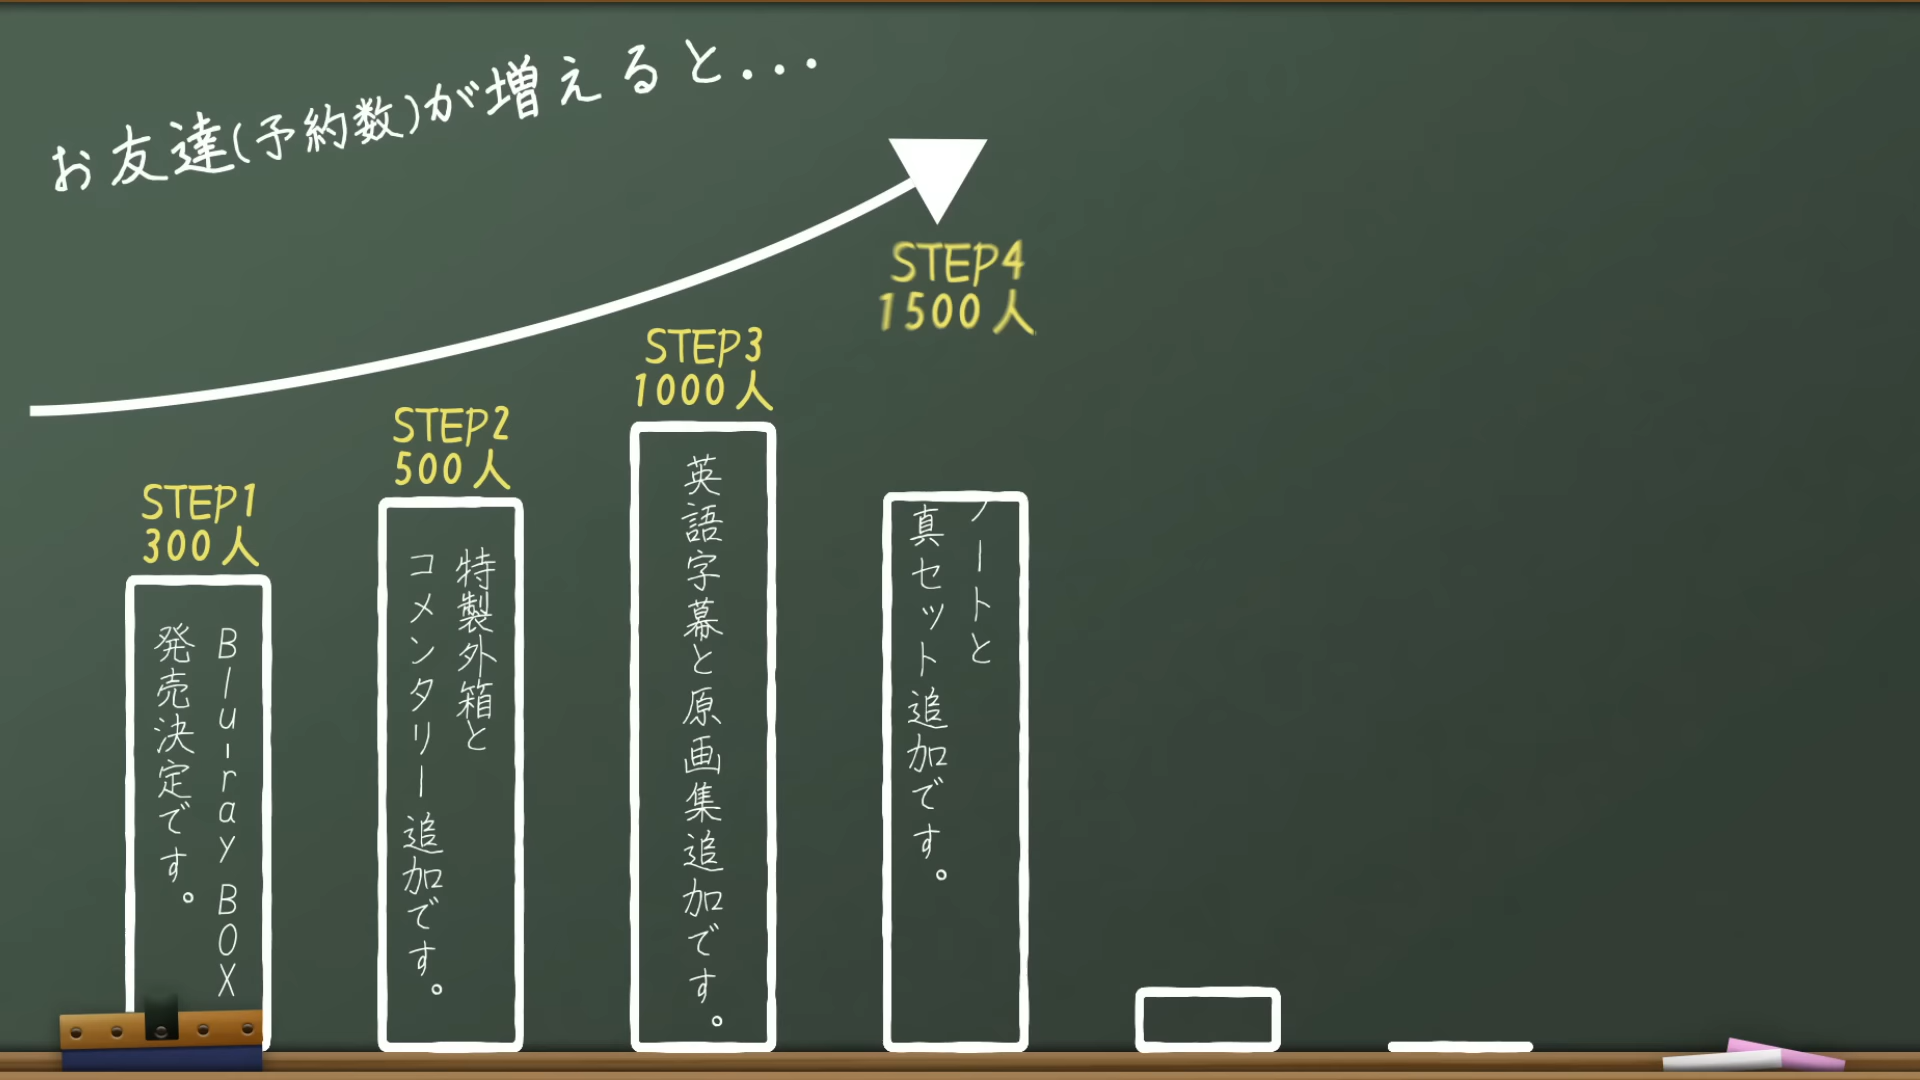 お友達(予約数)が増えると...
STEP1
300人
Blu-ray BOX
発売決定です。
STEP2
500人
特製外箱と
コメンタリー追加です。
STEP3
1000人
英語字幕と原画集追加です。
STEP4
1500人
ートと
真セット追加です。